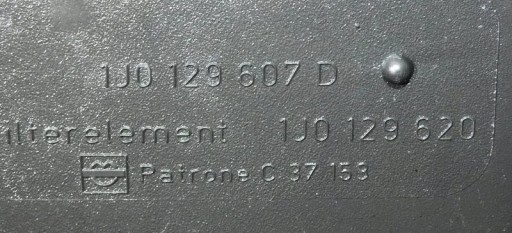 1J0 129 607 D
ilterelement 1J0 129 620
Patrone C 37 153